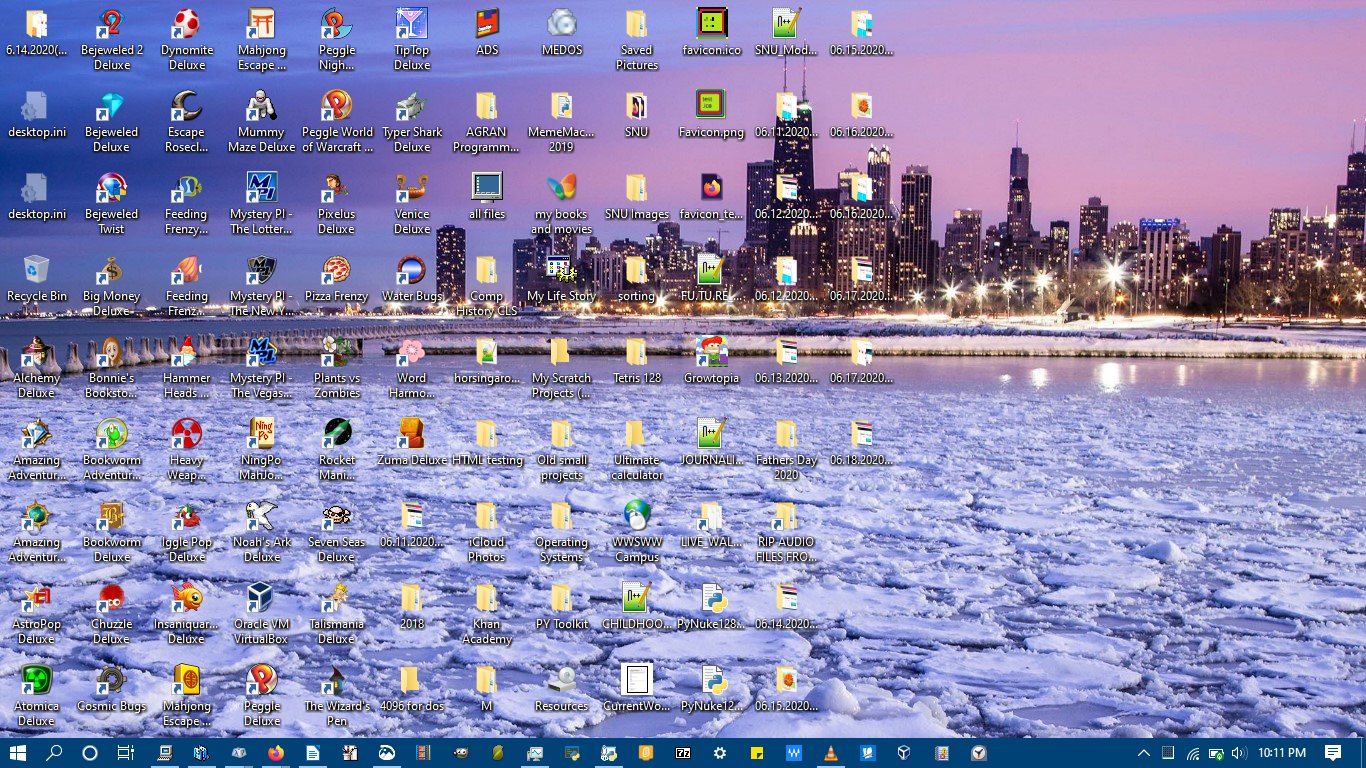 6.14.2020(...
Bejeweled 2
Deluxe
Dynomite
Deluxe
Mahjong
Escape ...
Peggle
Nigh...
TipTop
Deluxe
ADS
MEDOS
Saved
Pictures
favicon.ico
SNU_Mod...
06.15.2020...
desktop.ini
Bejeweled
Deluxe
Escape
Rosecl...
Mummy
Maze Deluxe
Peggle World
of Warcraft ...
Typer Shark
Deluxe
AGRAN
Programm...
MemeMac...
2019
SNU
Favicon.png
06.11.2020...
06.16.2020...
desktop.ini
Bejeweled
Twist
Feeding
Frenzy...
Mystery PI -
The Lotter...
Pixelus
Deluxe
Venice
Deluxe
all files
my books
and movies
SNU Images
favicon_te...
06.12.2020...
06.16.2020...
Recycle Bin
Big Money
Deluxe
Feeding
Frenz...
Mystery PI -
The New Y...
Pizza Frenzy
Water Bugs
Comp
History CLS
My Life Story
sorting
FU.TU.RE....
06.12.2020...
06.17.2020...
Alchemy
Deluxe
Bonnie's
Booksto...
Hammer
Heads ...
Mystery PI -
The Vegas...
Plants vs
Zombies
Word
Harmo...
horsingaro...
My Scratch
Projects (...
Tetris 128
Growtopia
06.13.2020...
06.17.2020...
Amazing
Adventur...
Bookworm
Adventur...
Heavy
Weap...
NingPo
MahJo...
Rocket
Mani...
Zuma Deluxe
HTML testing
Old small
projects
Ultimate
calculator
JOURNALI...
Fathers Day
2020
06.18.2020...
Amazing
Adventur...
Bookworm
Deluxe
Iggle Pop
Deluxe
Noah's Ark
Deluxe
Seven Seas
Deluxe
06.11.2020...
iCloud
Photos
Operating
Systems
WWSWW
Campus
LIVE_WAL...
RIP AUDIO
FILES FRO...
AstroPop
Deluxe
Chuzzle
Deluxe
Insaniquar...
Deluxe
Oracle VM
VirtualBox
Talismania
Deluxe
2018
Khan
Academy
PY Toolkit
CHILDHOO...
PyNuke128...
06.14.2020...
Atomica
Deluxe
Cosmic Bugs
Mahjong
Escape ...
Peggle
Deluxe
The Wizard's
Pen
4096 for dos
M
Resources
CurrentWo...
PyNuke12...
06.15.2020...
10:11 PM